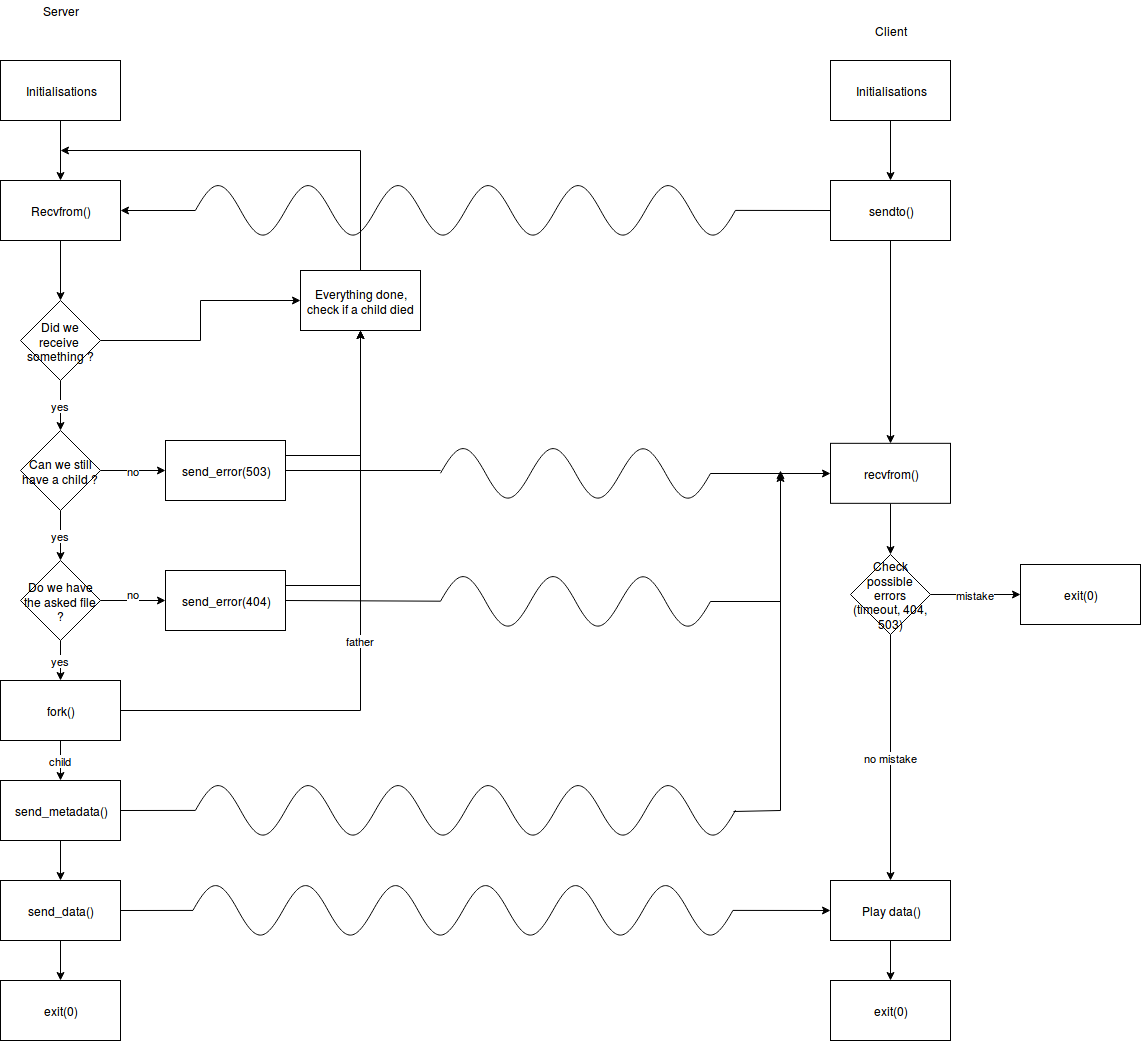 Server
Client
Initialisations
Initialisations
Recvfrom()
sendto()
Everything done,
check if a child died
Did we
receive
something ?
yes
Can we still
have a child ?
no
send_error(503)
recvfrom()
yes
Do we have
the asked file
?
no
send_error(404)
Check
possible
errors
(timeout, 404,
503)
mistake
exit(0)
father
yes
fork()
child
no mistake
send_metadata()
send_data()
Play data()
exit(0)
exit(0)